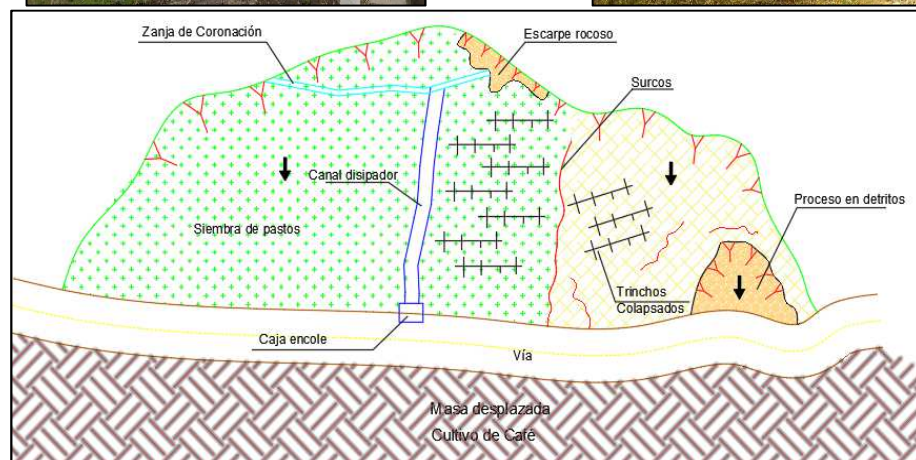 Zanja de Coronación
Escarpe rocoso
Surcos
Canal disipador
Proceso en detritos
Siembra de pastos
Trinchos
Colapsados
Caja encole
Vía
Masa desplazada
Cultivo de Café